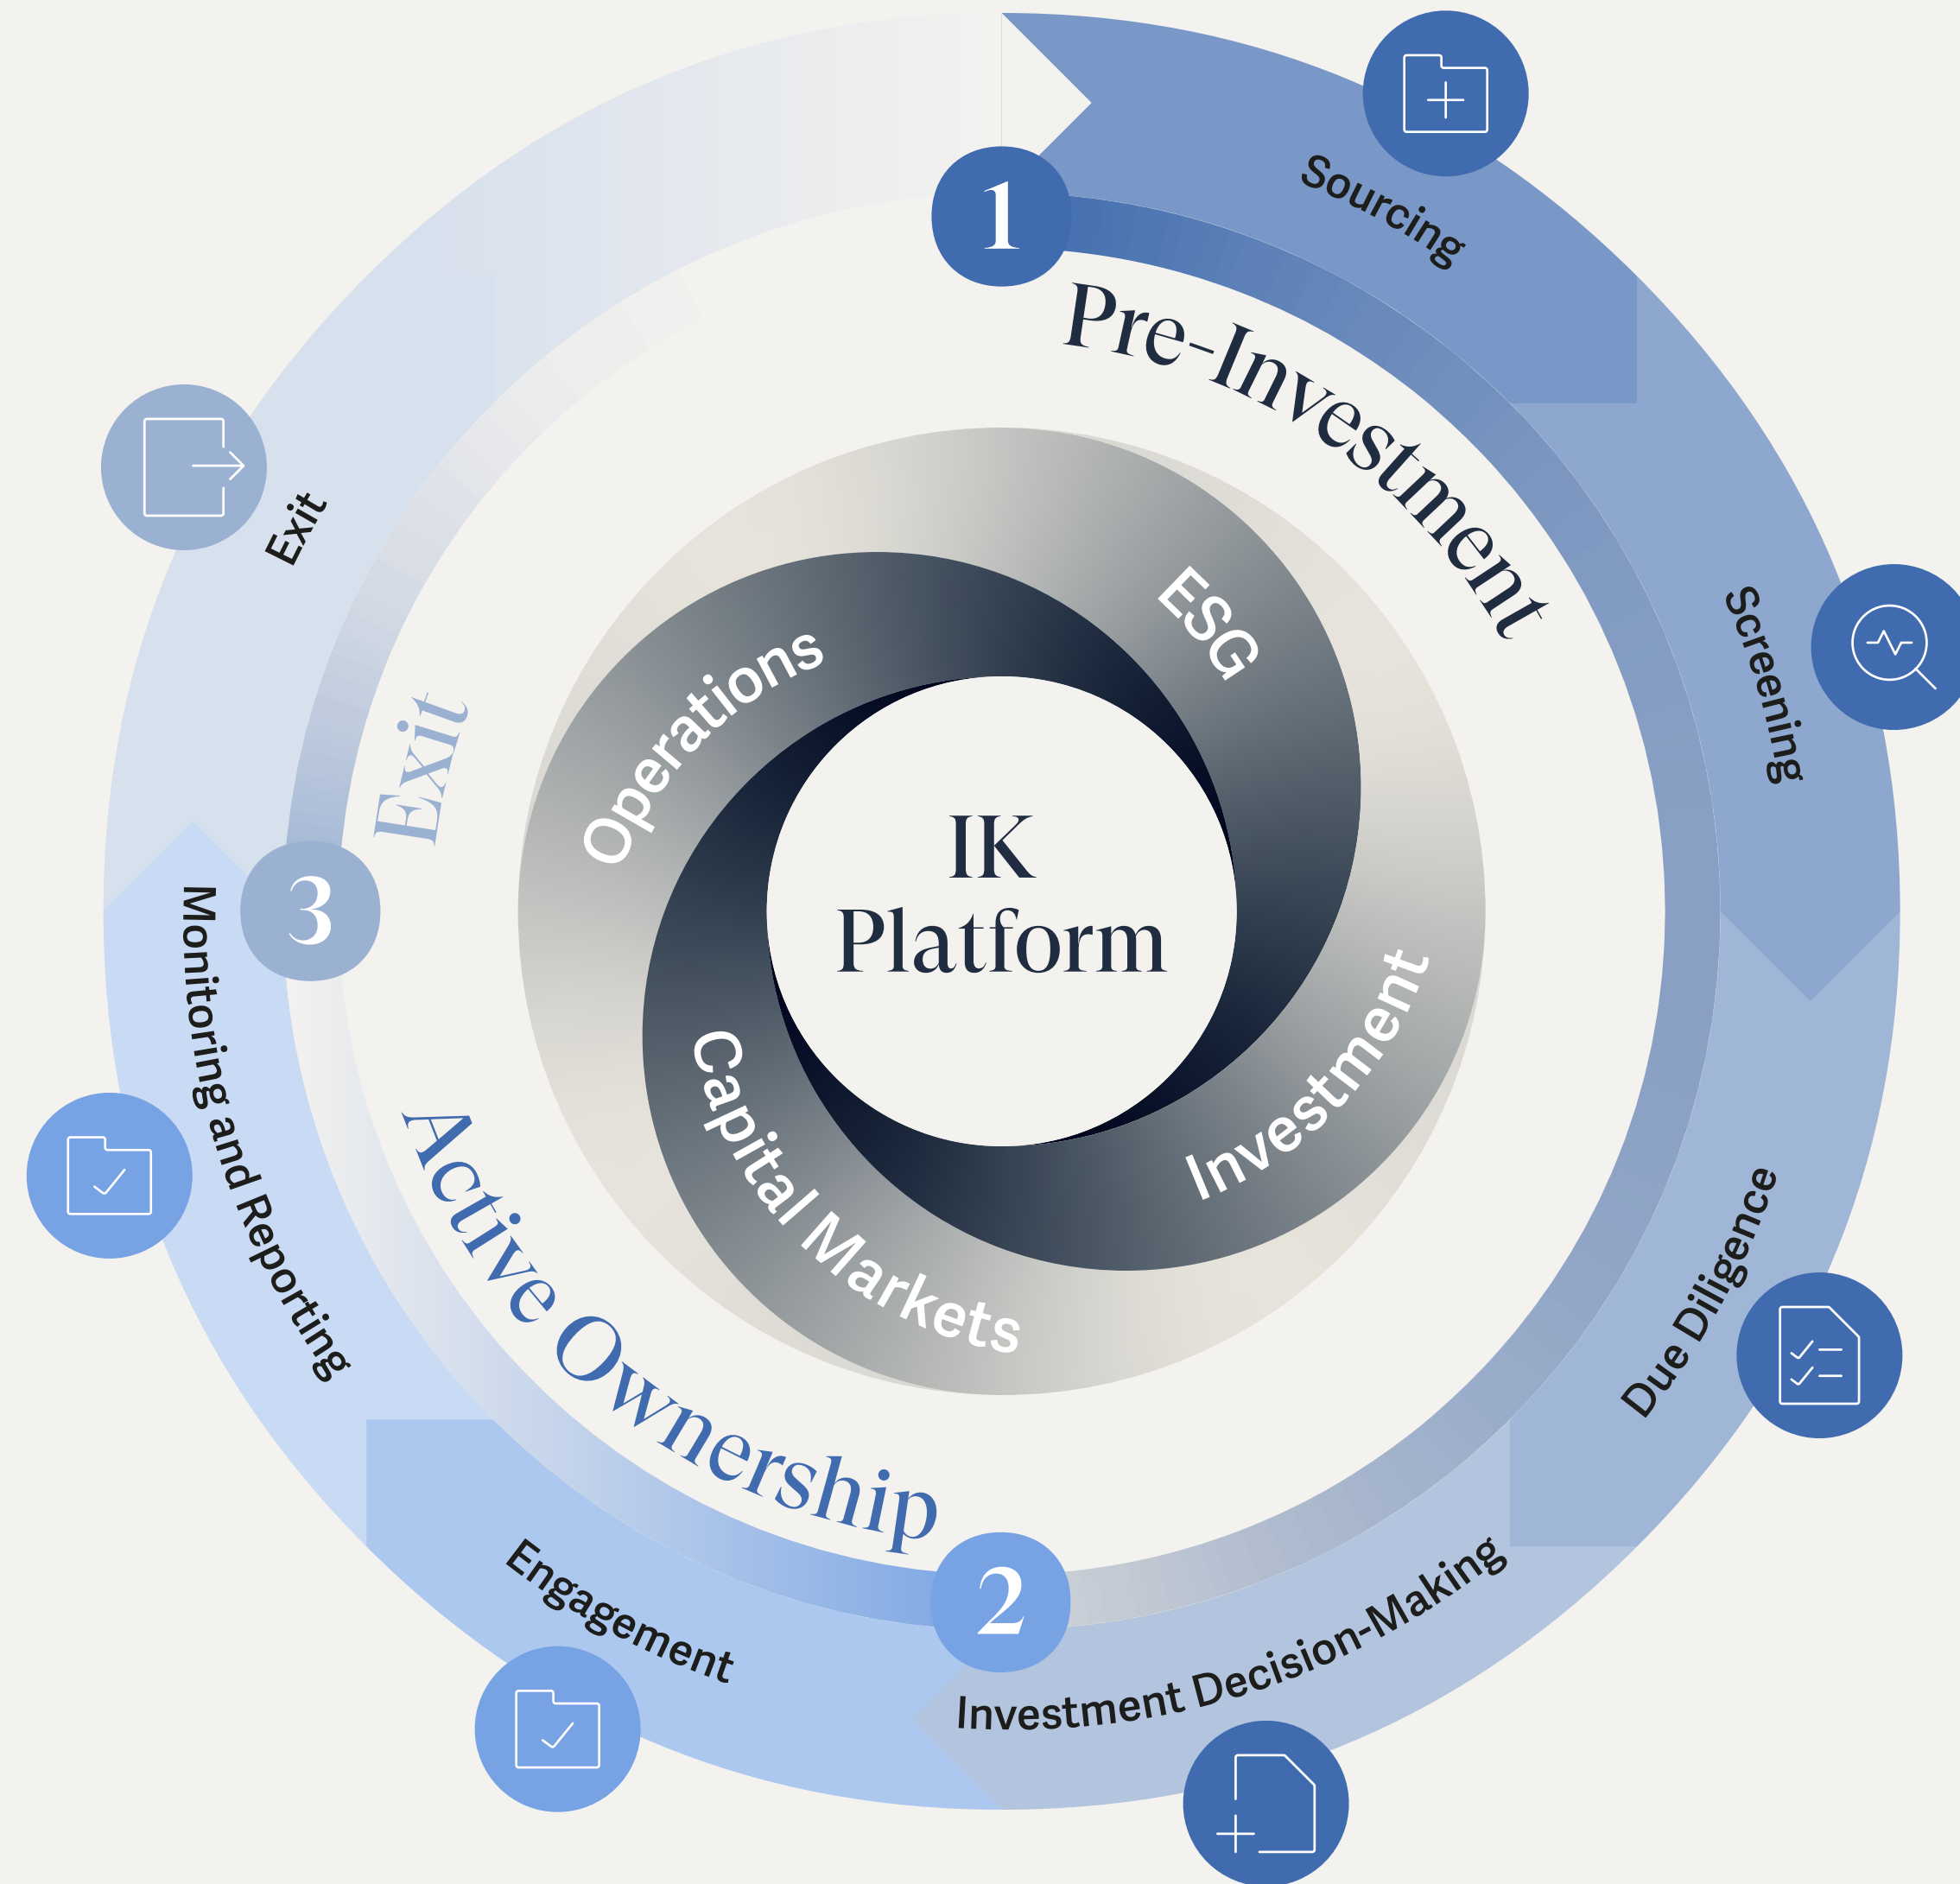 1
Pre-Investment
Sourcing
Screening
Due Diligence
Investment Decision-Making
2
Active Ownership
Engagement
Monitoring and Reporting
3
Exit
Exit
IK
Platform
ESG
Investment
Capital Markets
Operations